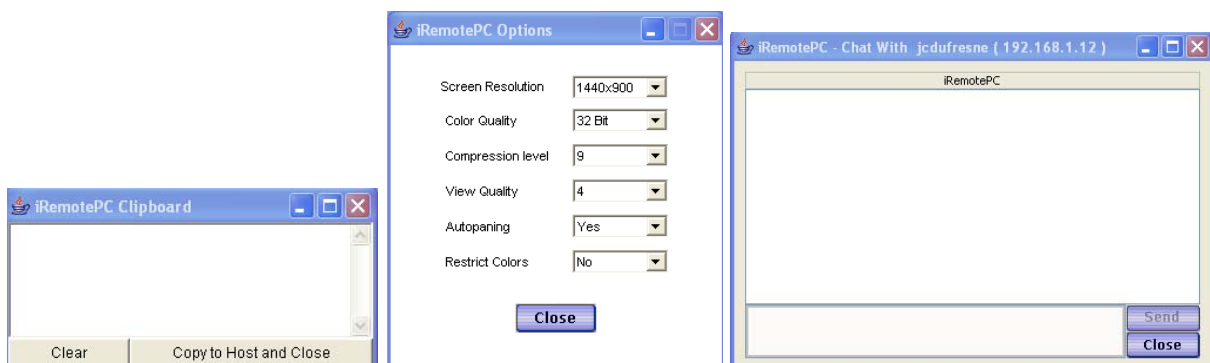 iRemotePC Clipboard
Clear
Copy to Host and Close
iRemotePC Options
Screen Resolution 1440x900
Color Quality 32 Bit
Compression level 9
View Quality 4
Autopaning Yes
Restrict Colors No
Close
iRemotePC - Chat With jcdufresne ( 192.168.1.12 )
iRemotePC
Send
Close